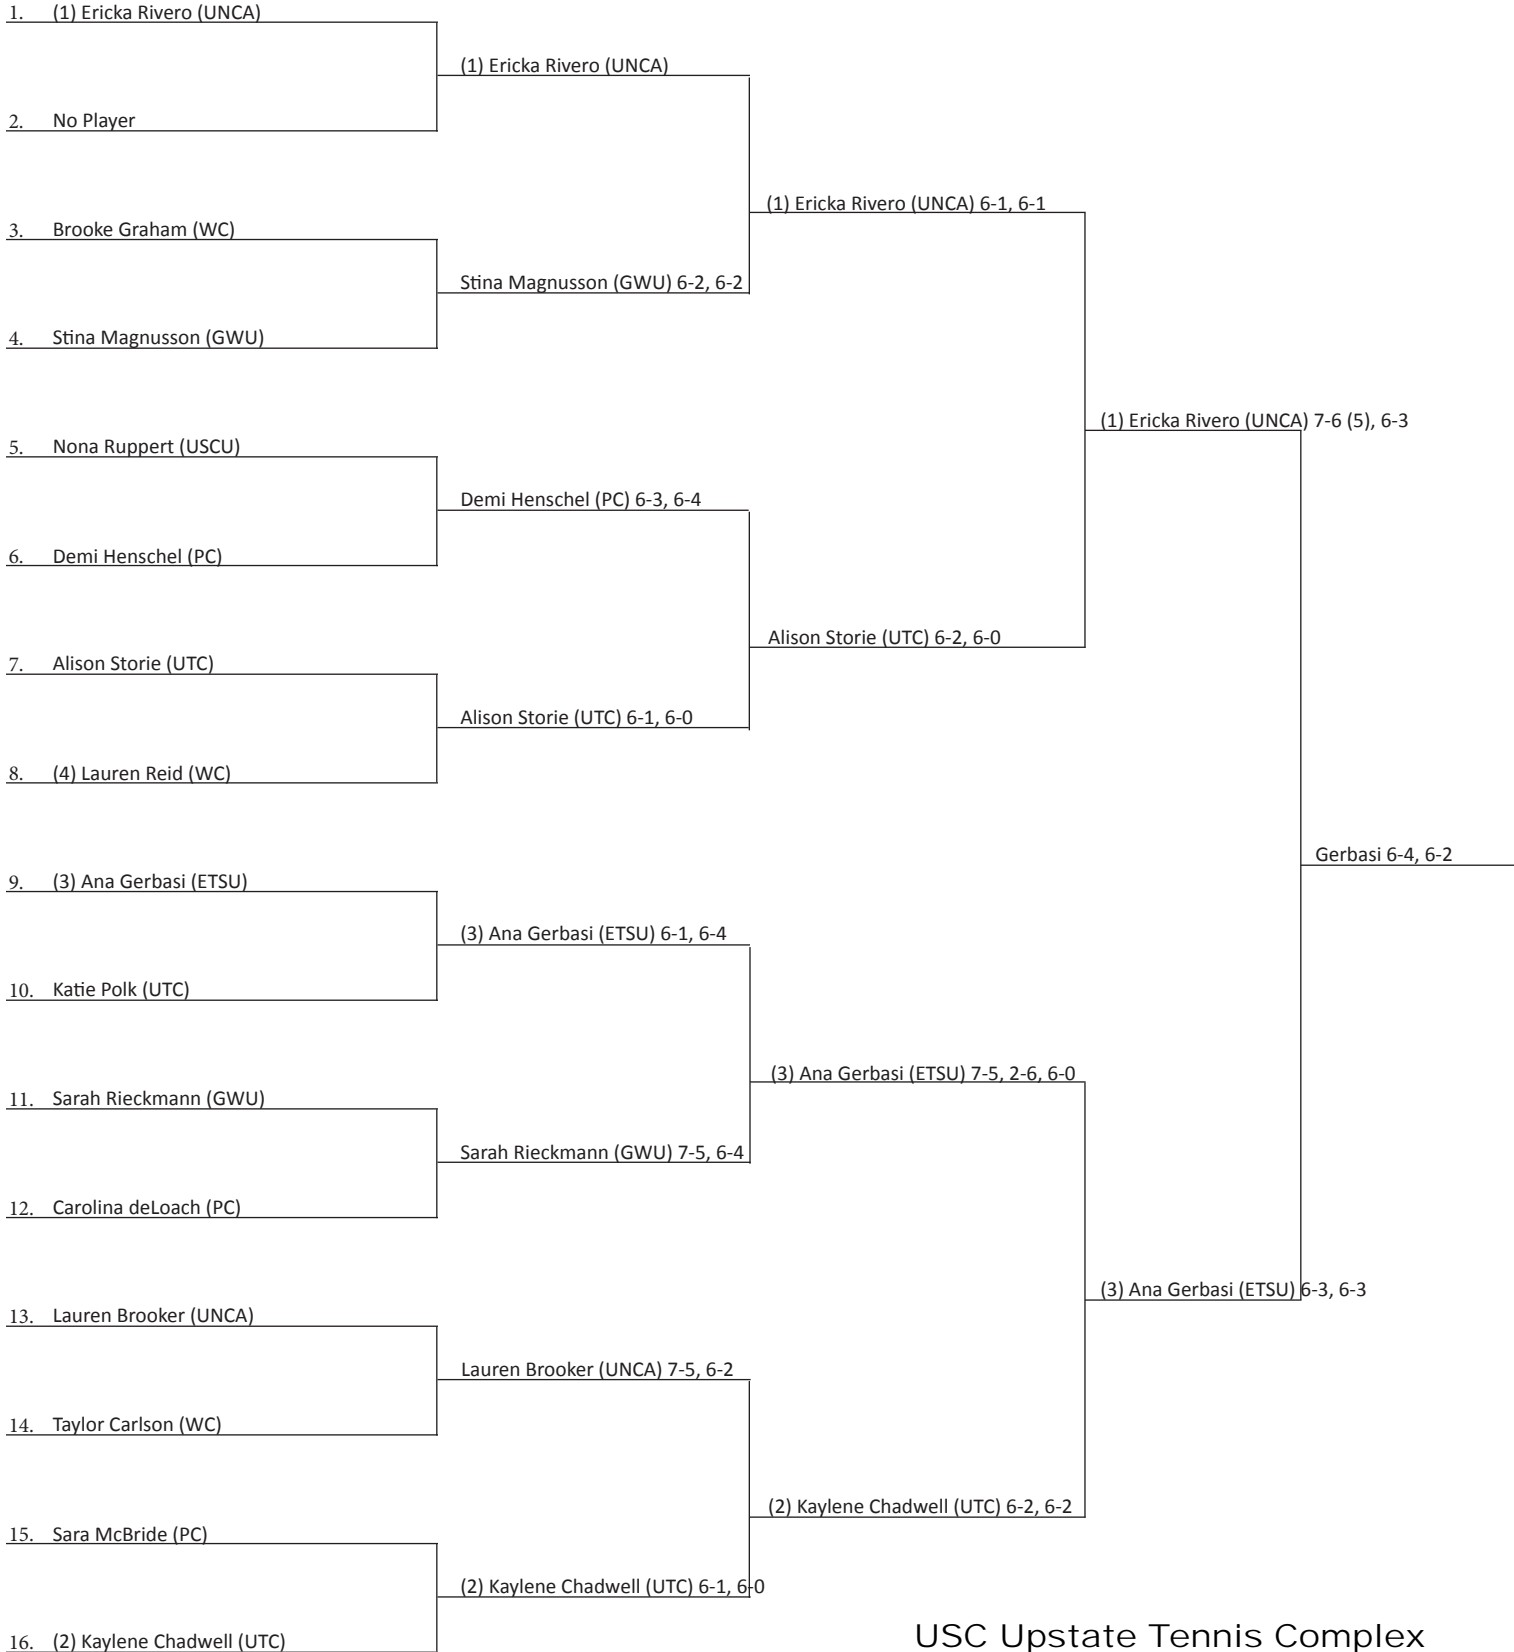 1. (1) Ericka Rivero (UNCA)
(1) Ericka Rivero (UNCA)
2. No Player
(1) Ericka Rivero (UNCA) 6-1, 6-1
3. Brooke Graham (WC)
Stina Magnusson (GWU) 6-2, 6-2
4. Stina Magnusson (GWU)
(1) Ericka Rivero (UNCA) 7-6 (5), 6-3
5. Nona Ruppert (USCU)
Demi Henschel (PC) 6-3, 6-4
6. Demi Henschel (PC)
Alison Storie (UTC) 6-2, 6-0
7. Alison Storie (UTC)
Alison Storie (UTC) 6-1, 6-0
8. (4) Lauren Reid (WC)
Gerbasi 6-4, 6-2
9. (3) Ana Gerbasi (ETSU)
(3) Ana Gerbasi (ETSU) 6-1, 6-4
10. Katie Polk (UTC)
(3) Ana Gerbasi (ETSU) 7-5, 2-6, 6-0
11. Sarah Rieckmann (GWU)
Sarah Rieckmann (GWU) 7-5, 6-4
12. Carolina deLoach (PC)
(3) Ana Gerbasi (ETSU) 6-3, 6-3
13. Lauren Brooker (UNCA)
Lauren Brooker (UNCA) 7-5, 6-2
14. Taylor Carlson (WC)
(2) Kaylene Chadwell (UTC) 6-2, 6-2
15. Sara McBride (PC)
(2) Kaylene Chadwell (UTC) 6-1, 6-0
16. (2) Kaylene Chadwell (UTC)
USC Upstate Tennis Complex